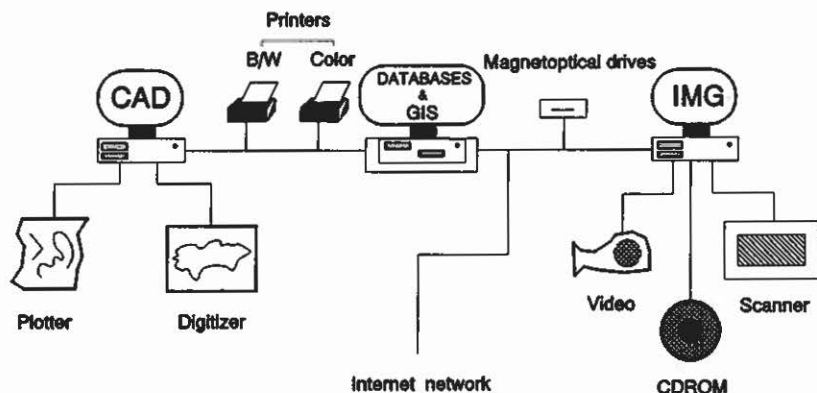 Printers
B/W Color
CAD
DATABASES
&
GIS
Magnetoptical drives
IMG
Plotter
Digitizer
Video
Scanner
Internet network
CDROM